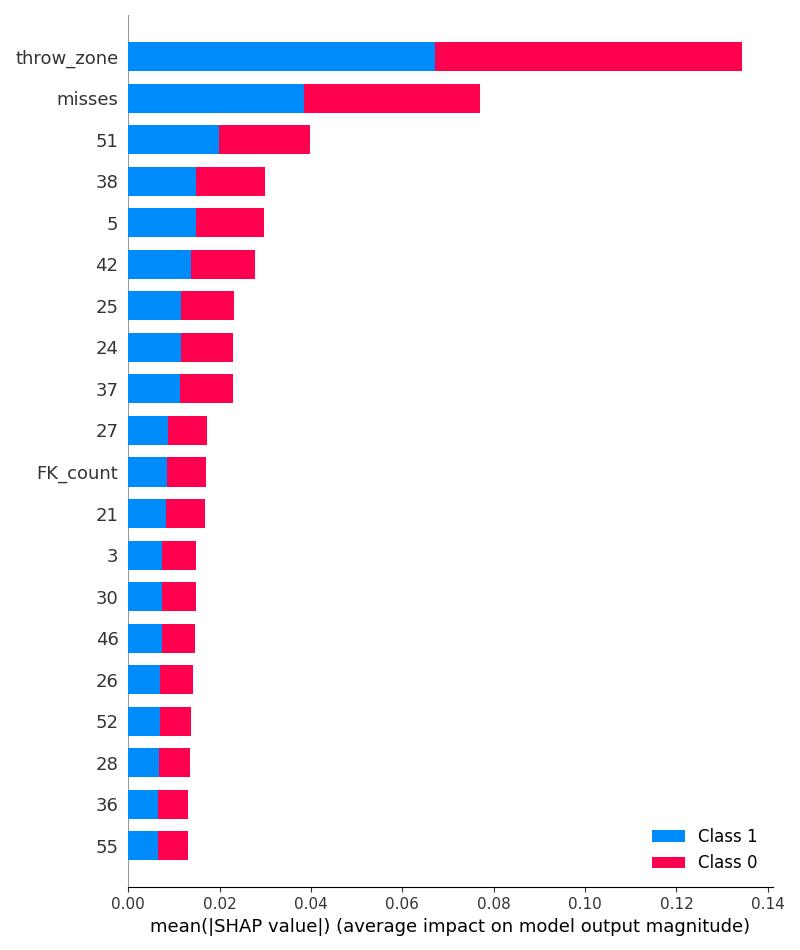 throw_zone
misses
51
38
5
42
25
24
37
27
FK_count
21
3
30
46
26
52
28
36
55
Class 1
Class 0
0.00 0.02 0.04 0.06 0.08 0.10 0.12 0.14
mean(|SHAP value|) (average impact on model output magnitude)